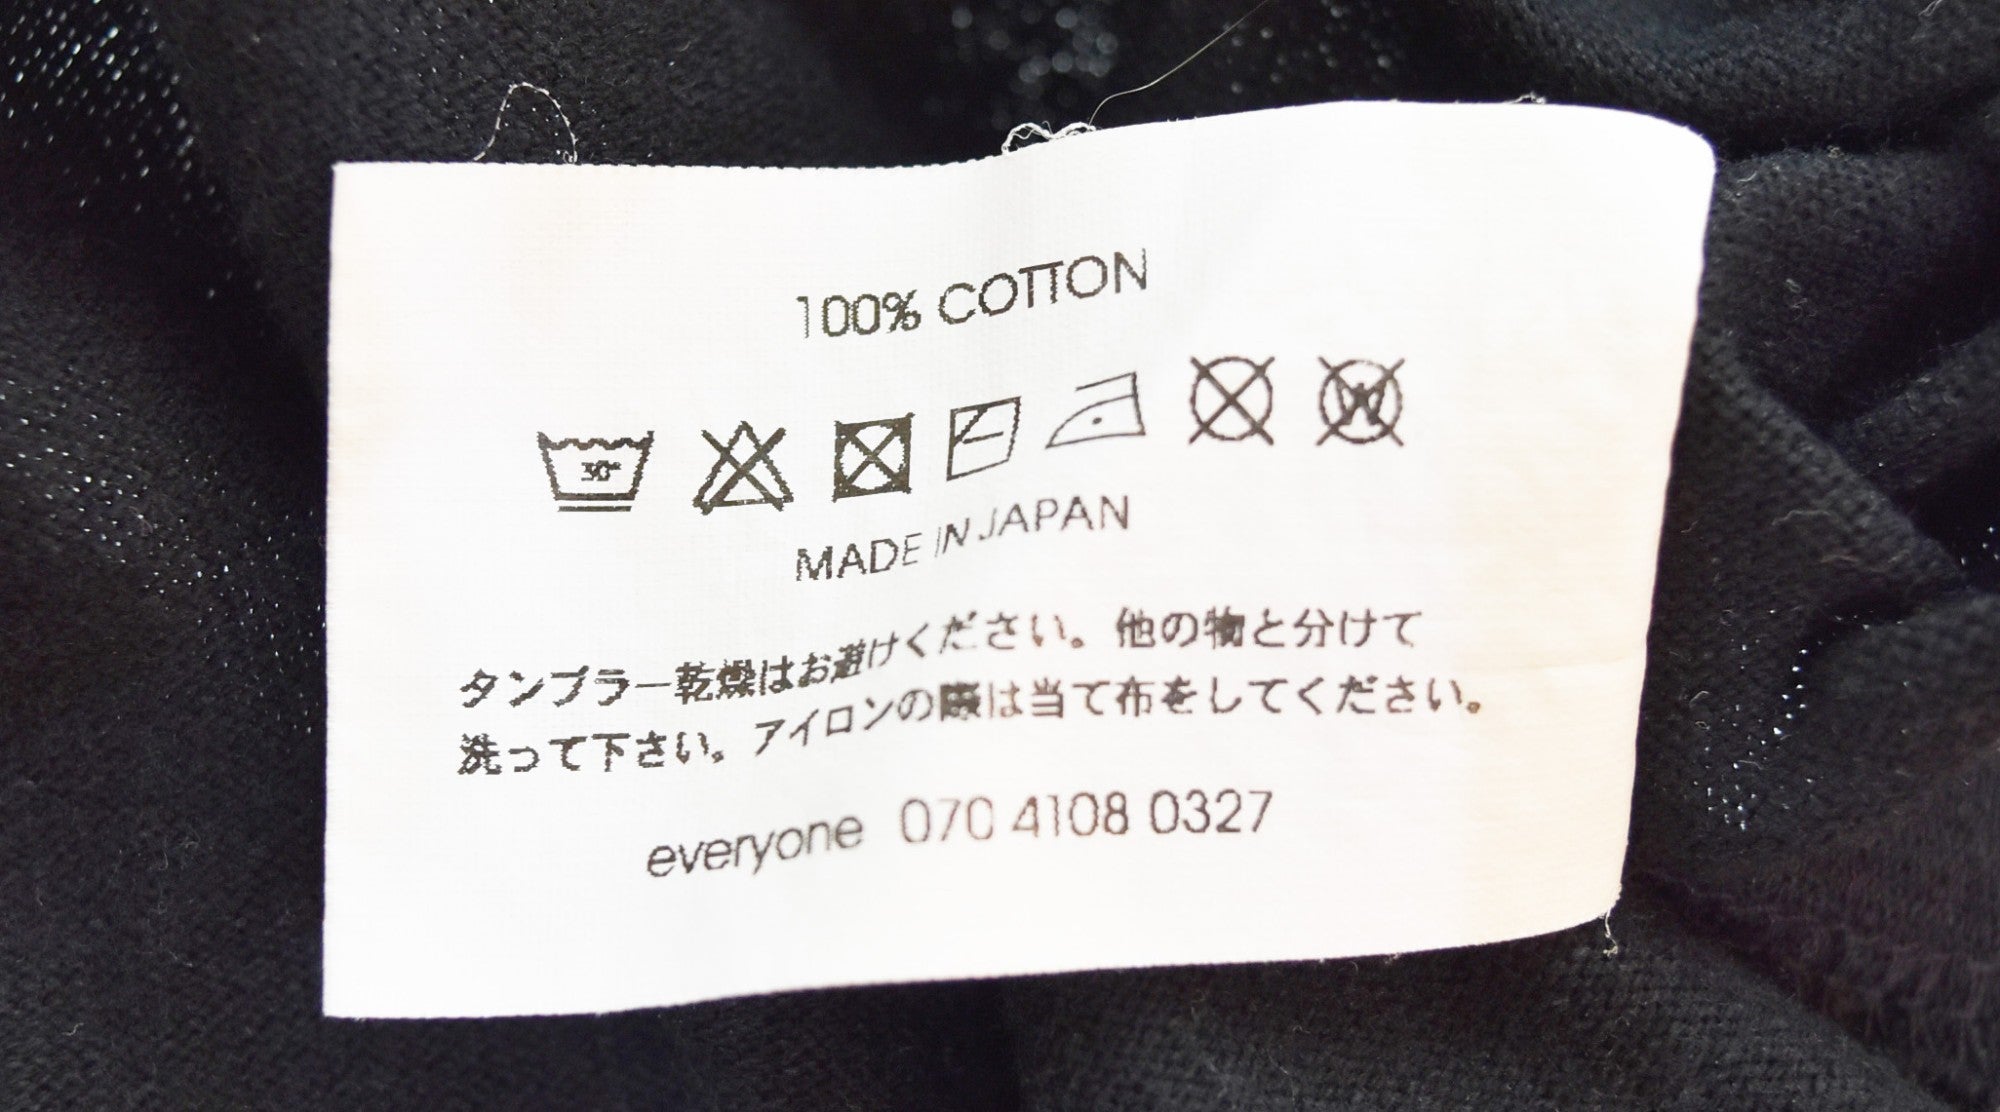 100% COTTON
30°
W
MADE IN JAPAN
タンブラー乾燥はお避けください。他の物と分けて
洗って下さい。アイロンの際は当て布をしてください。
everyone 070 4108 0327